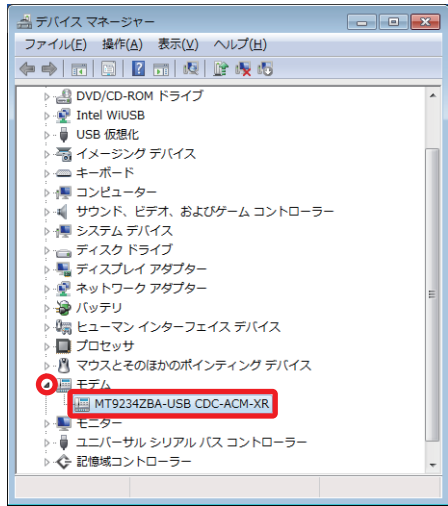 デバイス マネージャー
ファイル(F) 操作(A) 表示(V) ヘルプ(H)
DVD/CD-ROM ドライブ
Intel WiUSB
USB 仮想化
イメージング デバイス
キーボード
コンピューター
サウンド、ビデオ、およびゲーム コントローラー
システム デバイス
ディスク ドライブ
ディスプレイ アダプター
ネットワーク アダプター
バッテリ
ヒューマン インターフェイス デバイス
プロセッサ
マウスとそのほかのポインティング デバイス
モデム
MT9234ZBA-USB CDC-ACM-XR
モニター
ユニバーサル シリアル バス コントローラー
記憶域コントローラー